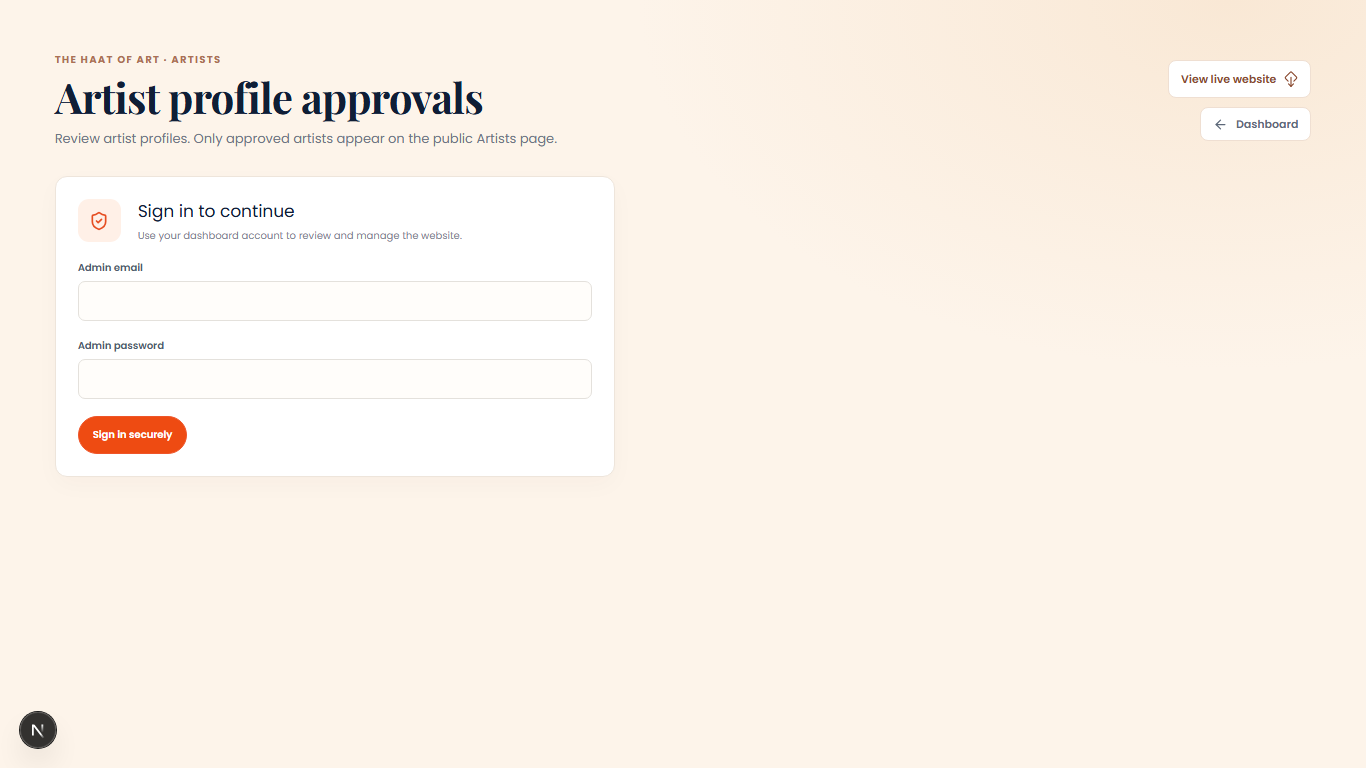 THE HAAT OF ART · ARTISTS
Artist profile approvals
Review artist profiles. Only approved artists appear on the public Artists page.
View live website
Dashboard
Sign in to continue
Use your dashboard account to review and manage the website.
Admin email
Admin password
Sign in securely
N